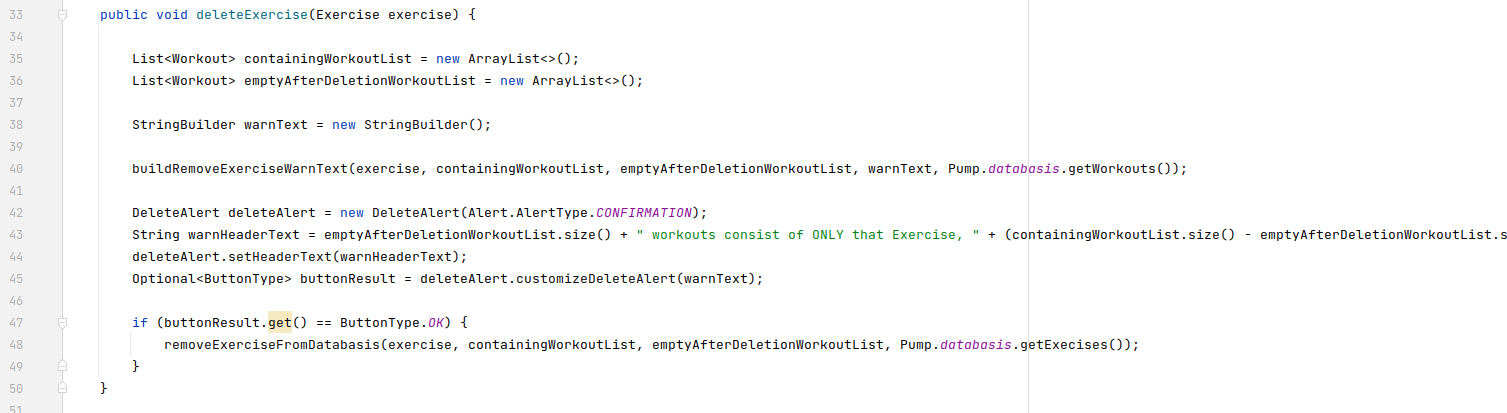 33 public void deleteExercise(Exercise exercise) {
34
35 List<Workout> containingWorkoutList = new ArrayList<>();
36 List<Workout> emptyAfterDeletionWorkoutList = new ArrayList<>();
37
38 StringBuilder warnText = new StringBuilder();
39
40 buildRemoveExerciseWarnText(exercise, containingWorkoutList, emptyAfterDeletionWorkoutList, warnText, Pump.databasis.getWorkouts());
41
42 DeleteAlert deleteAlert = new DeleteAlert(Alert.AlertType.CONFIRMATION);
43 String warnHeaderText = emptyAfterDeletionWorkoutList.size() + " workouts consist of ONLY that Exercise, " + (containingWorkoutList.size() - emptyAfterDeletionWorkoutList.s
44 deleteAlert.setHeaderText(warnHeaderText);
45 Optional<ButtonType> buttonResult = deleteAlert.customizeDeleteAlert(warnText);
46
47 if (buttonResult.get() == ButtonType.OK) {
48 removeExerciseFromDatabasis(exercise, containingWorkoutList, emptyAfterDeletionWorkoutList, Pump.databasis.getExecises());
49 }
50 }
51